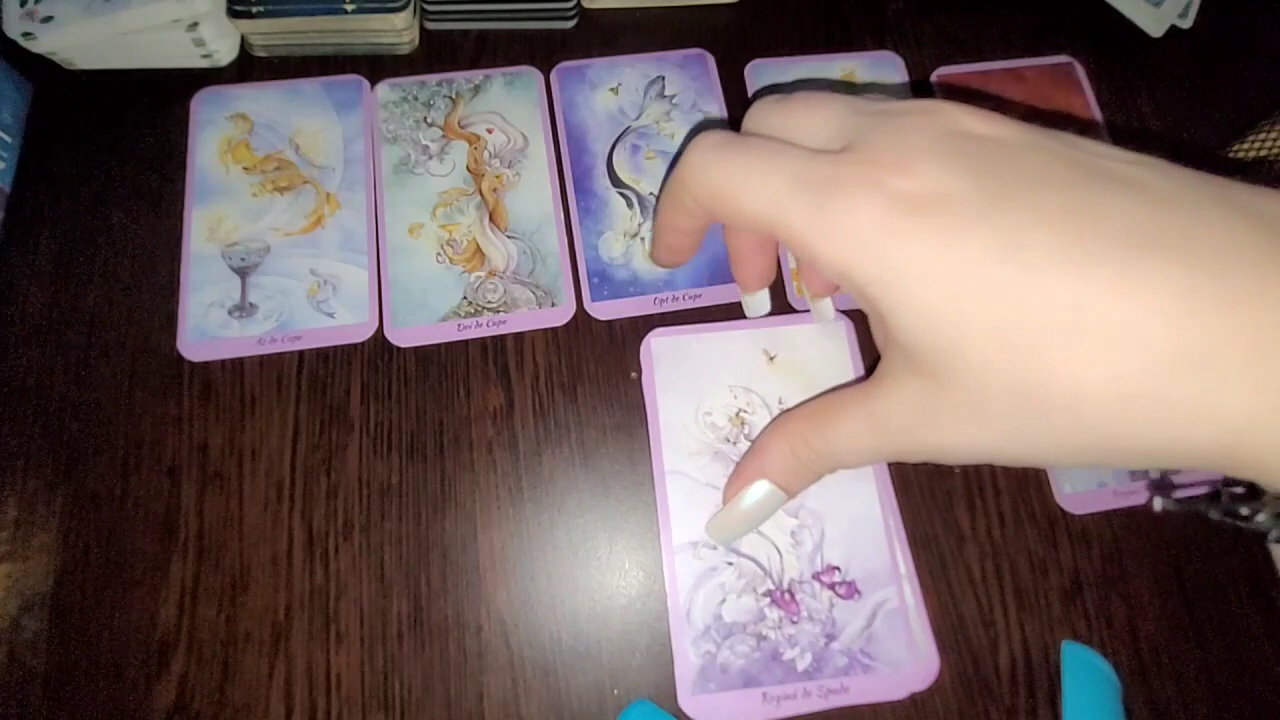 As de Cupe
Doi de Cupe
Opt de Cupe
Regină de Spade